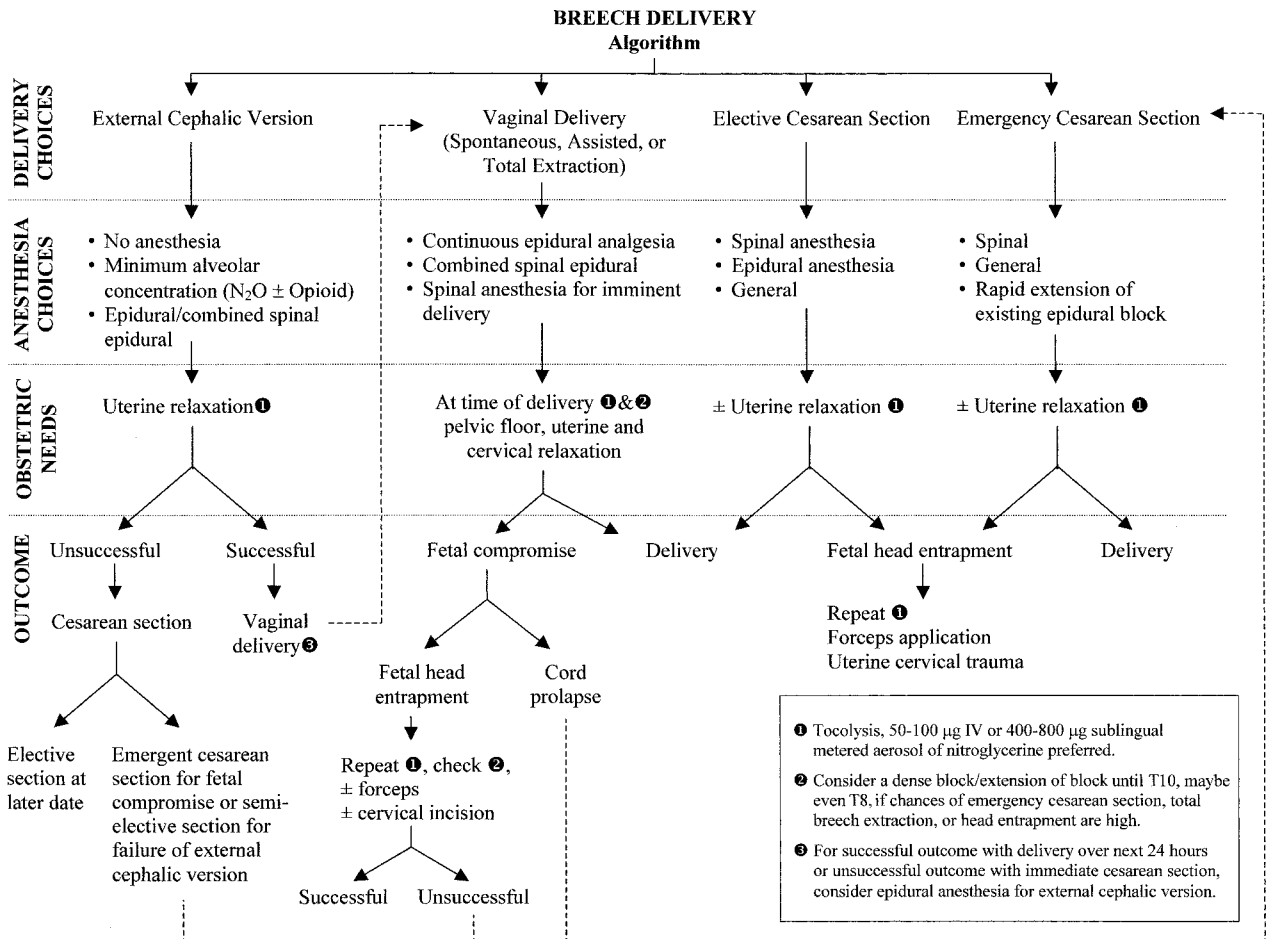 BREECH DELIVERY
Algorithm
DELIVERY
CHOICES
External Cephalic Version
Vaginal Delivery
(Spontaneous, Assisted, or
Total Extraction)
Elective Cesarean Section
Emergency Cesarean Section
ANESTHESIA
CHOICES
• No anesthesia
• Minimum alveolar
concentration (N₂O ± Opioid)
• Epidural/combined spinal
epidural
• Continuous epidural analgesia
• Combined spinal epidural
• Spinal anesthesia for imminent
delivery
• Spinal anesthesia
• Epidural anesthesia
• General
• Spinal
• General
• Rapid extension of
existing epidural block
OBSTETRIC
NEEDS
Uterine relaxation❶
At time of delivery ❶&❷
pelvic floor, uterine and
cervical relaxation
± Uterine relaxation ❶
± Uterine relaxation ❶
OUTCOME
Unsuccessful
Successful
Fetal compromise
Delivery
Fetal head entrapment
Delivery
Cesarean section
Vaginal
delivery❸
Repeat ❶
Forceps application
Uterine cervical trauma
Fetal head
entrapment
Cord
prolapse
Elective
section at
later date
Emergent cesarean
section for fetal
compromise or semi-
elective section for
failure of external
cephalic version
Repeat ❶, check ❷,
± forceps
± cervical incision
Successful
Unsuccessful
❶ Tocolysis, 50-100 µg IV or 400-800 µg sublingual
metered aerosol of nitroglycerine preferred.
❷ Consider a dense block/extension of block until T10, maybe
even T8, if chances of emergency cesarean section, total
breech extraction, or head entrapment are high.
❸ For successful outcome with delivery over next 24 hours
or unsuccessful outcome with immediate cesarean section,
consider epidural anesthesia for external cephalic version.